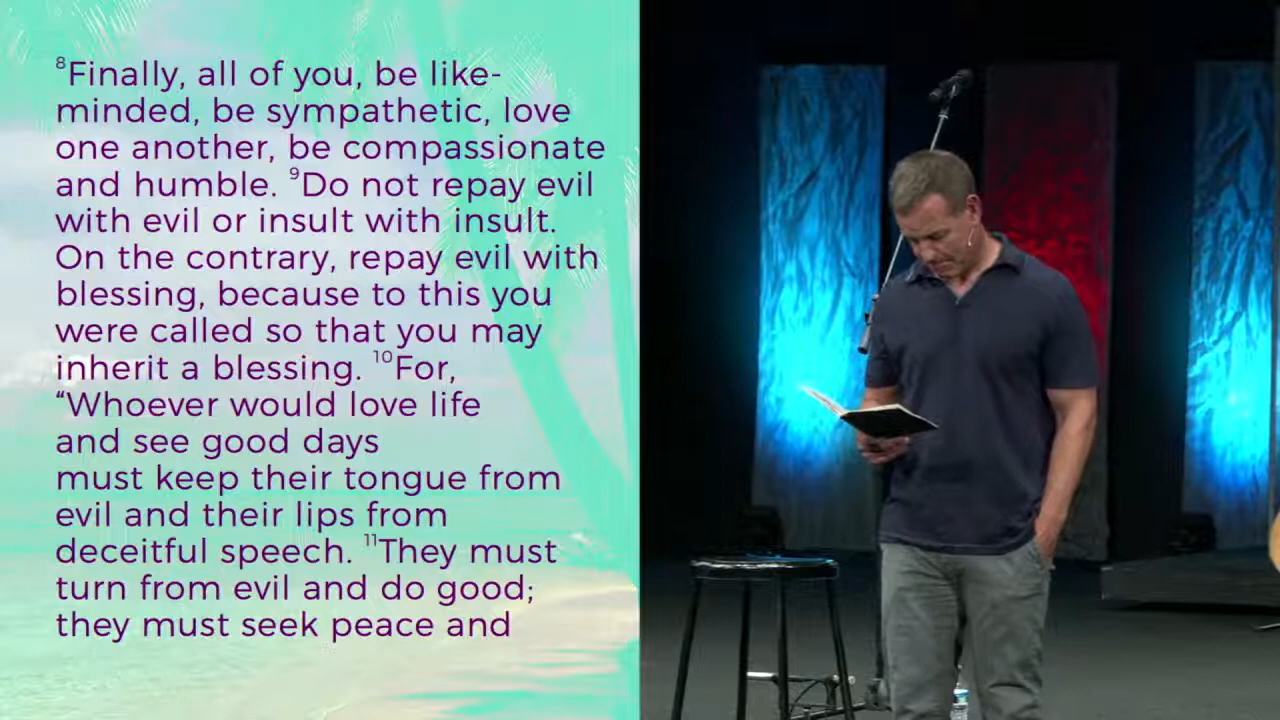 ⁸Finally, all of you, be like-
minded, be sympathetic, love
one another, be compassionate
and humble. ⁹Do not repay evil
with evil or insult with insult.
On the contrary, repay evil with
blessing, because to this you
were called so that you may
inherit a blessing. ¹⁰For,
“Whoever would love life
and see good days
must keep their tongue from
evil and their lips from
deceitful speech. ¹¹They must
turn from evil and do good;
they must seek peace and